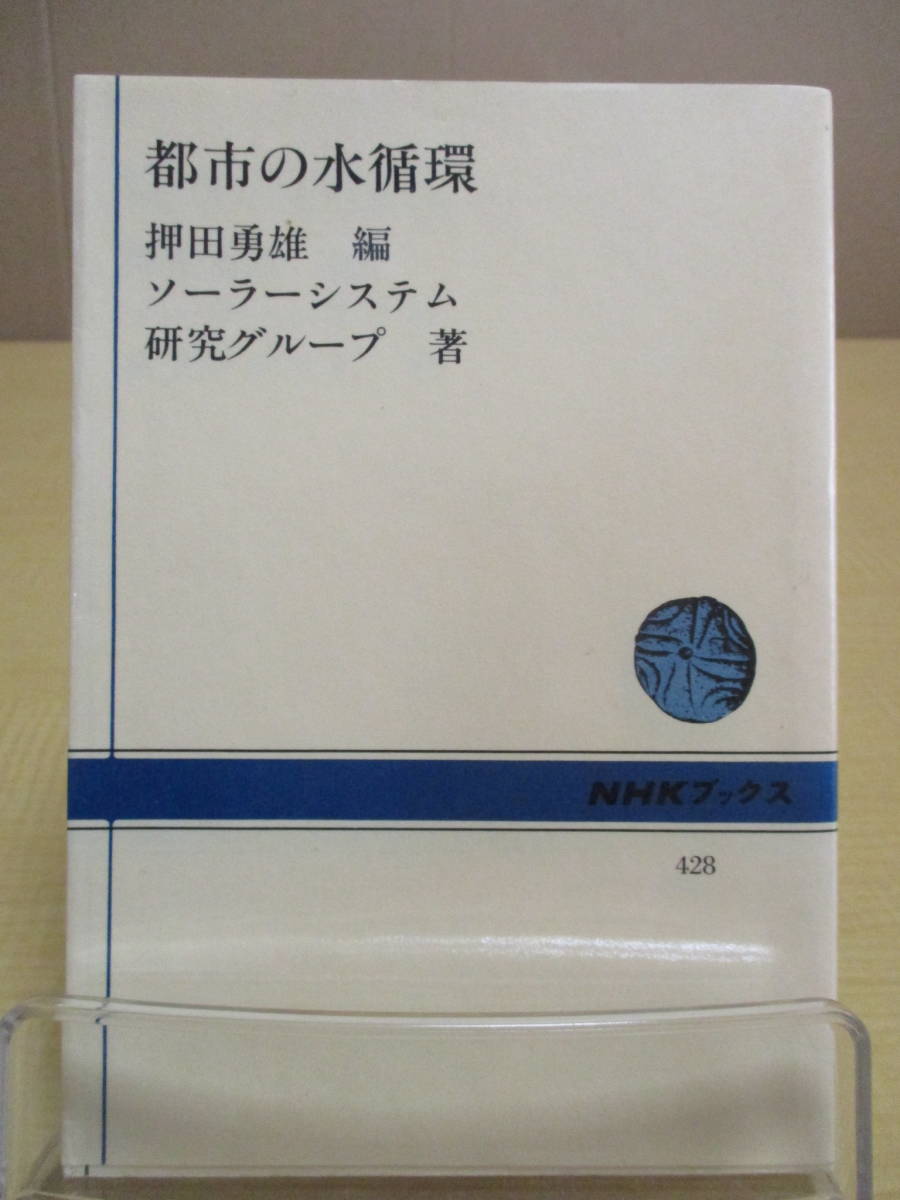 都市の水循環
押田勇雄 編
ソーラーシステム
研究グループ 著
NHKブックス
428